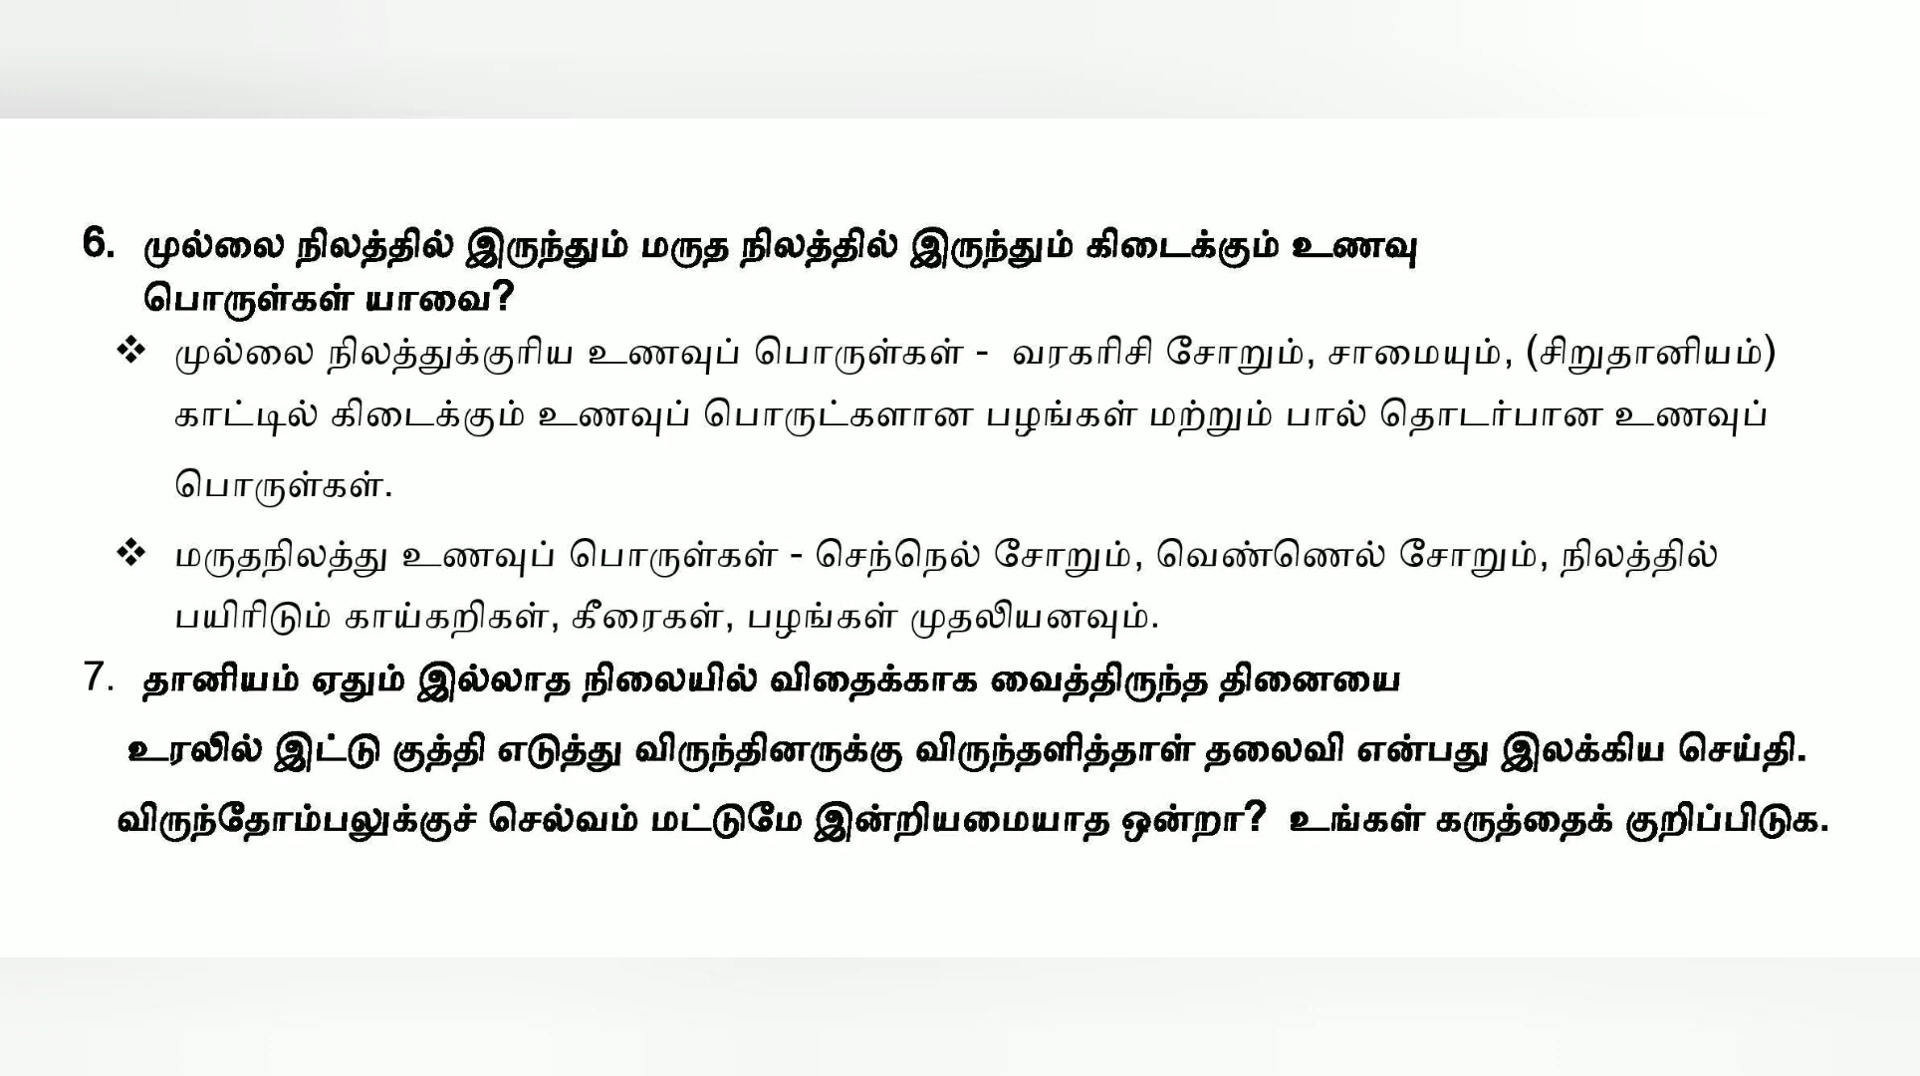 6. முல்லை நிலத்தில் இருந்தும் மருத நிலத்தில் இருந்தும் கிடைக்கும் உணவு
பொருள்கள் யாவை?
❖ முல்லை நிலத்துக்குரிய உணவுப் பொருள்கள் - வரகரிசி சோறும், சாமையும், (சிறுதானியம்)
காட்டில் கிடைக்கும் உணவுப் பொருட்களான பழங்கள் மற்றும் பால் தொடர்பான உணவுப்
பொருள்கள்.
❖ மருதநிலத்து உணவுப் பொருள்கள் - செந்நெல் சோறும், வெண்ணெல் சோறும், நிலத்தில்
பயிரிடும் காய்கறிகள், கீரைகள், பழங்கள் முதலியனவும்.
7. தானியம் ஏதும் இல்லாத நிலையில் விதைக்காக வைத்திருந்த தினையை
உரலில் இட்டு குத்தி எடுத்து விருந்தினருக்கு விருந்தளித்தாள் தலைவி என்பது இலக்கிய செய்தி.
விருந்தோம்பலுக்குச் செல்வம் மட்டுமே இன்றியமையாத ஒன்றா? உங்கள் கருத்தைக் குறிப்பிடுக.